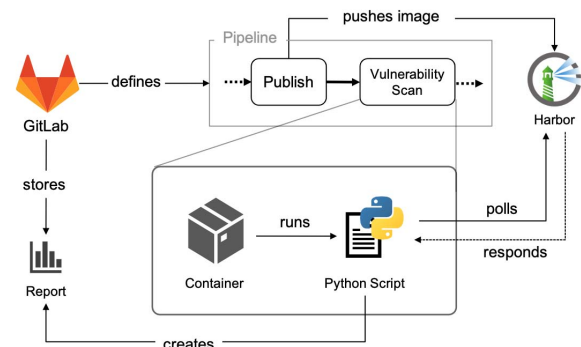 pushes image
Pipeline
defines
Publish
Vulnerability
Scan
GitLab
Harbor
stores
runs
polls
responds
Report
Container
Python Script
creates